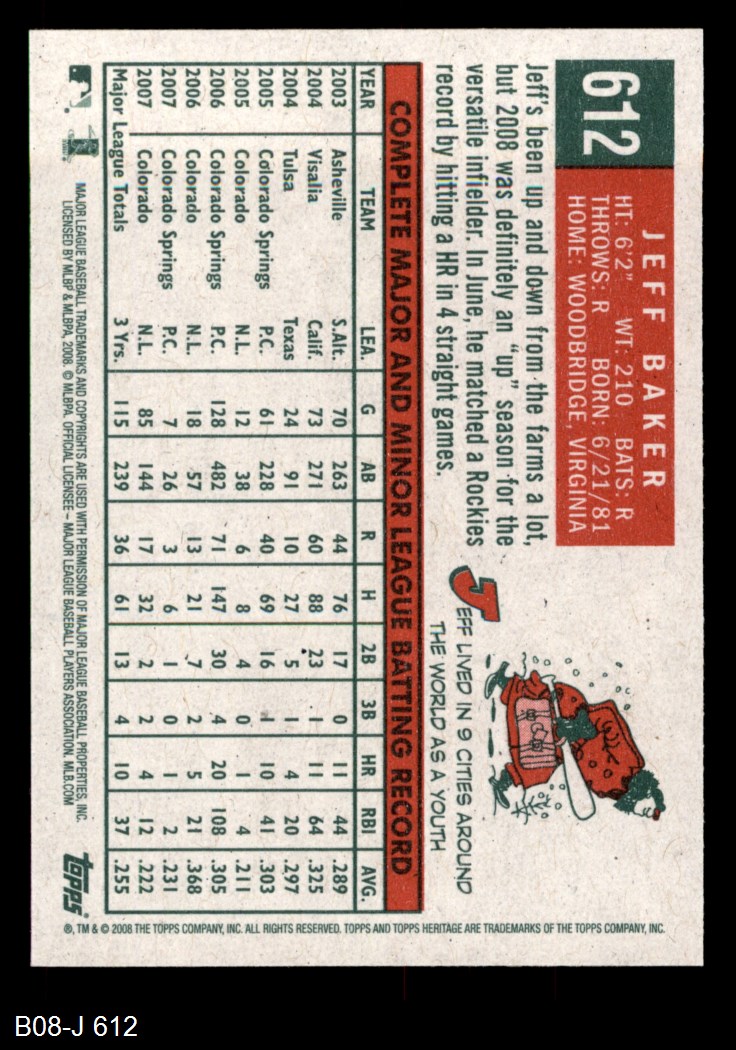 612
JEFF BAKER
HT: 6'2" WT: 210 BATS: R
THROWS: R BORN: 6/21/81
HOME: WOODBRIDGE, VIRGINIA
Jeff's been up and down from the farms a lot,
but 2008 was definitely an "up" season for the
versatile infielder. In June, he matched a Rockies
record by hitting a HR in 4 straight games.
JEFF LIVED IN 9 CITIES AROUND
THE WORLD AS A YOUTH
COMPLETE MAJOR AND MINOR LEAGUE BATTING RECORD
YEAR TEAM LEA. G AB R H 2B 3B HR RBI AVG.
2003 Asheville S.Alt. 70 263 44 76 17 0 11 44 .289
2004 Visalia Calif. 73 271 60 88 23 1 11 64 .325
2004 Tulsa Texas 24 91 10 27 5 1 4 20 .297
2005 Colorado Springs P.C. 61 228 40 69 16 1 10 41 .303
2005 Colorado N.L. 12 38 6 8 4 0 1 4 .211
2006 Colorado Springs P.C. 128 482 71 147 30 4 20 108 .305
2006 Colorado N.L. 18 57 13 21 7 2 5 21 .368
2007 Colorado Springs P.C. 7 26 3 6 1 0 1 2 .231
2007 Colorado N.L. 85 144 17 32 2 2 4 12 .222
Major League Totals 3 Yrs. 115 239 36 61 13 4 10 37 .255
MAJOR LEAGUE BASEBALL TRADEMARKS AND COPYRIGHTS ARE USED WITH PERMISSION OF MAJOR LEAGUE BASEBALL PROPERTIES, INC.
LICENSED BY MLBP & MLBPA, 2008. © MLBPA. OFFICIAL LICENSEE – MAJOR LEAGUE BASEBALL PLAYERS ASSOCIATION. MLB.COM
topps
®, TM & © 2008 THE TOPPS COMPANY, INC. ALL RIGHTS RESERVED. TOPPS AND TOPPS HERITAGE ARE TRADEMARKS OF THE TOPPS COMPANY, INC.
B08-J 612